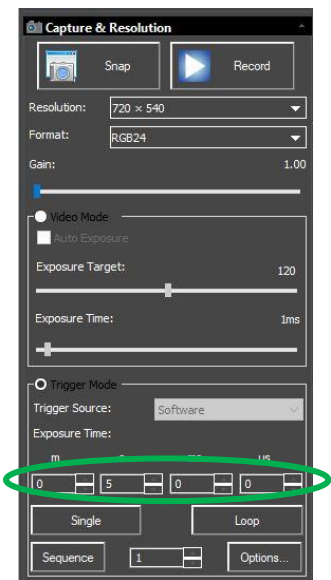 Capture & Resolution
Snap Record
Resolution: 720 × 540
Format: RGB24
Gain: 1.00
Video Mode
Auto Exposure
Exposure Target: 120
Exposure Time: 1ms
Trigger Mode
Trigger Source: Software
Exposure Time:
m
0 5 0 0
Single Loop
Sequence 1 Options...